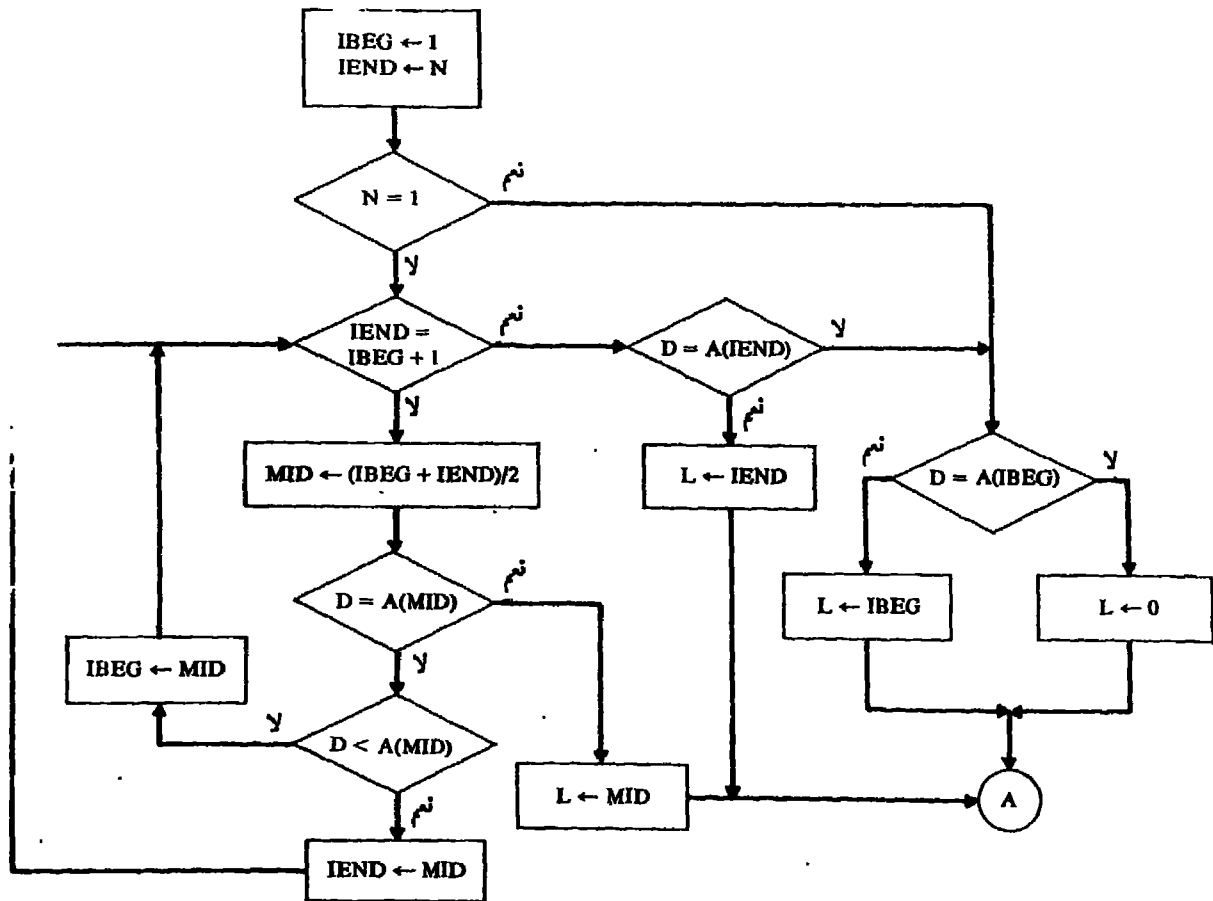 IBEG ← 1
IEND ← N
N = 1
نعم
لا
IEND =
IBEG + 1
نعم
لا
D = A(IEND)
لا
نعم
MID ← (IBEG + IEND)/2
L ← IEND
D = A(IBEG)
نعم
لا
D = A(MID)
نعم
لا
L ← IBEG
L ← 0
IBEG ← MID
D < A(MID)
لا
نعم
L ← MID
A
IEND ← MID